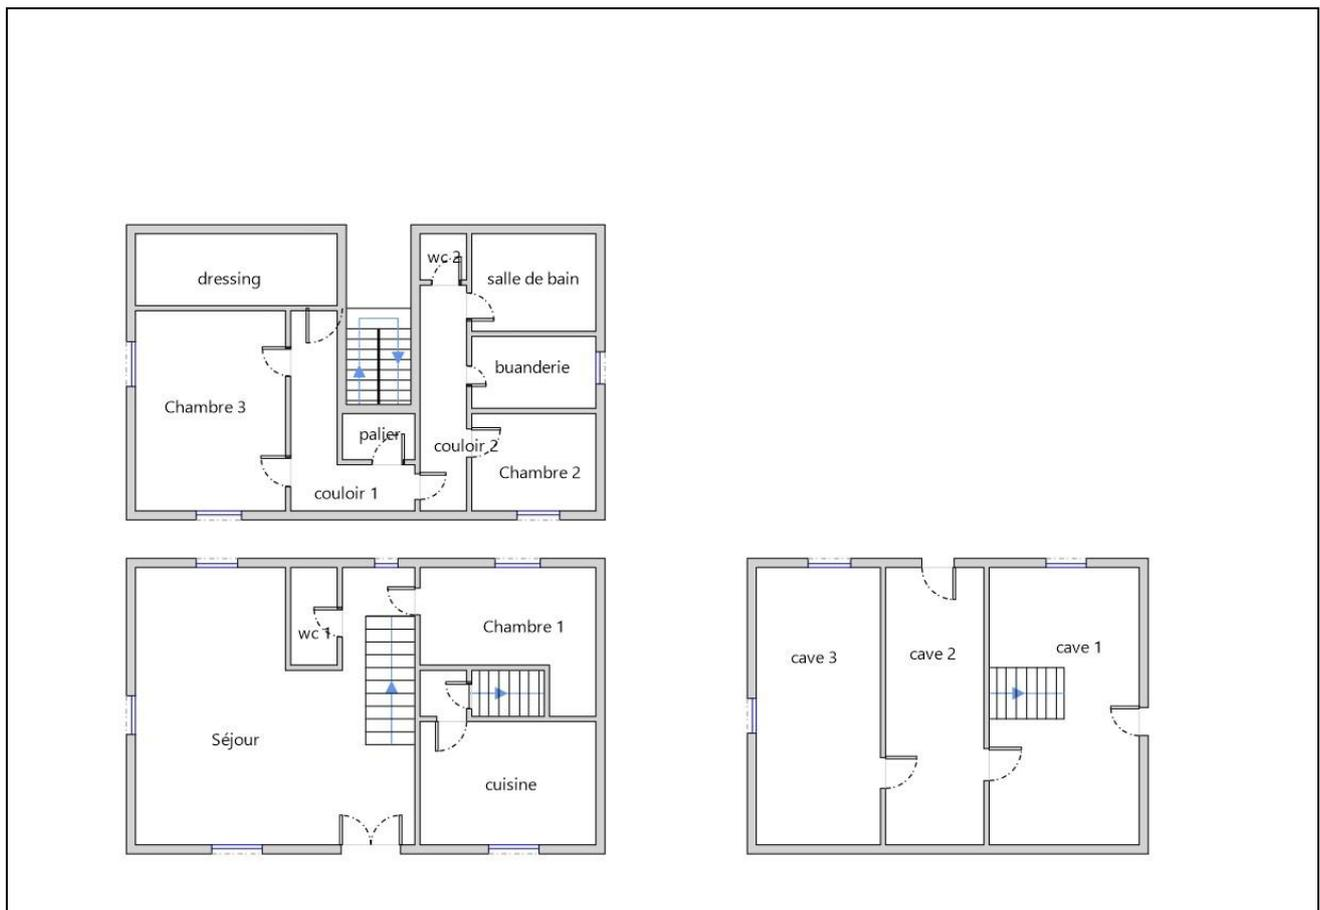 wc 2
dressing
salle de bain
buanderie
Chambre 3
palier
couloir 2
Chambre 2
couloir 1
Chambre 1
wc 1
cave 1
cave 2
cave 3
Séjour
cuisine